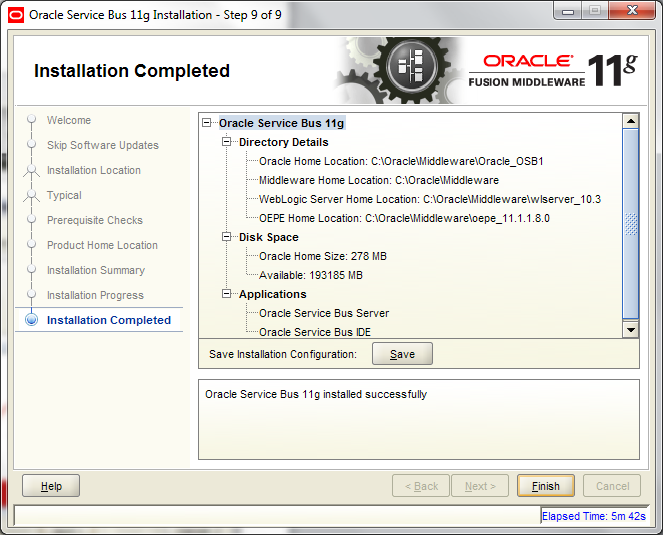 Oracle Service Bus 11g Installation - Step 9 of 9
Installation Completed
ORACLE
FUSION MIDDLEWARE 11g
Welcome
Skip Software Updates
Installation Location
Typical
Prerequisite Checks
Product Home Location
Installation Summary
Installation Progress
Installation Completed
Oracle Service Bus 11g
Directory Details
Oracle Home Location: C:\Oracle\Middleware\Oracle_OSB1
Middleware Home Location: C:\Oracle\Middleware
WebLogic Server Home Location: C:\Oracle\Middleware\wlserver_10.3
OEPE Home Location: C:\Oracle\Middleware\oepe_11.1.1.8.0
Disk Space
Oracle Home Size: 278 MB
Available: 193185 MB
Applications
Oracle Service Bus Server
Oracle Service Bus IDE
Save Installation Configuration: Save
Oracle Service Bus 11g installed successfully
Help < Back Next > Finish Cancel
Elapsed Time: 5m 42s